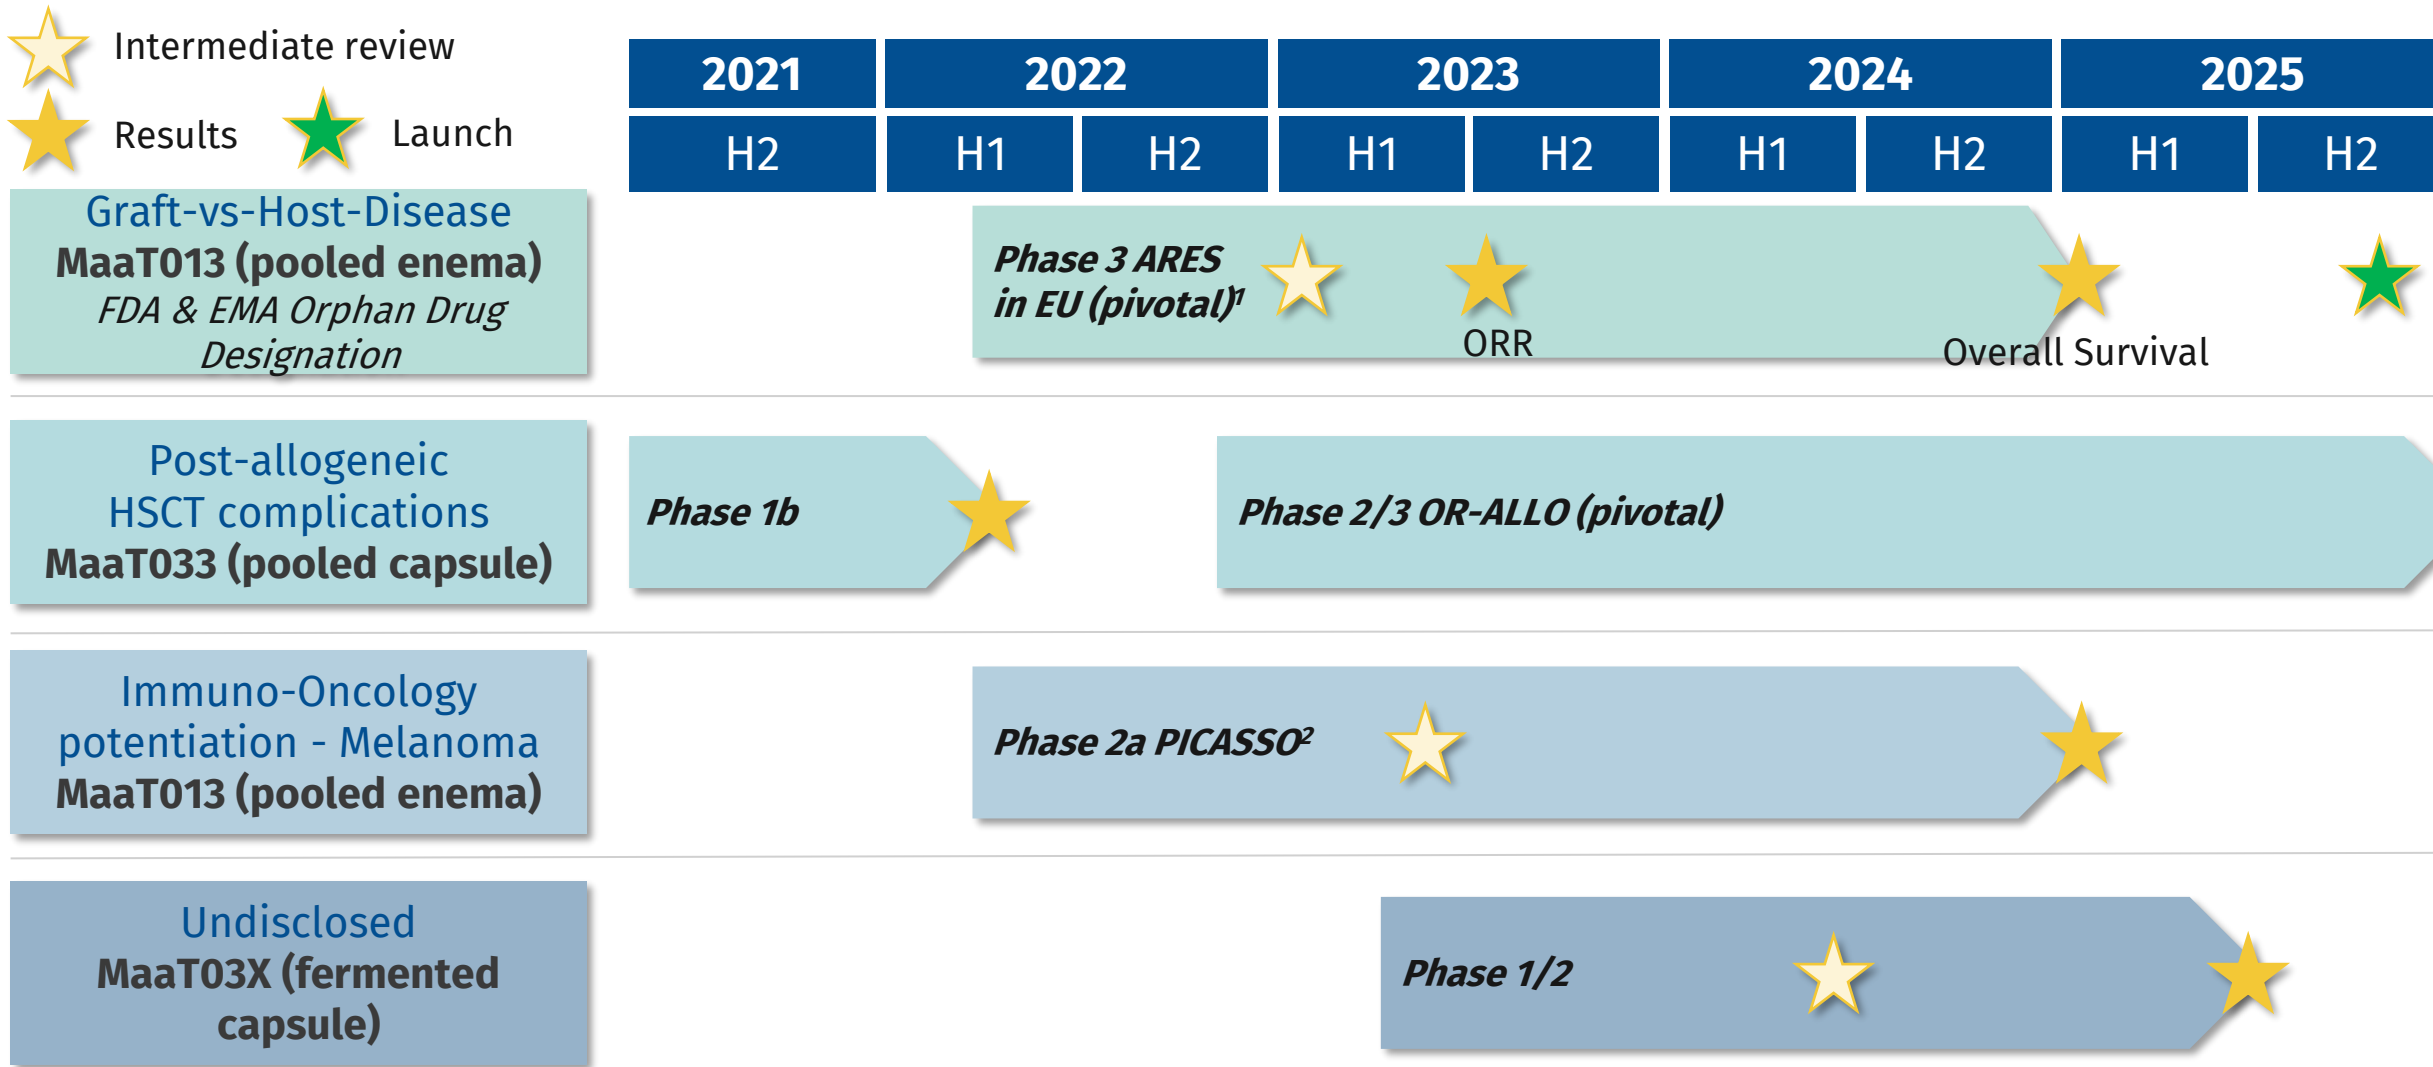 Intermediate review
Results
Launch
2021
2022
2023
2024
2025
H2
H1
H2
H1
H2
H1
H2
H1
H2
Graft-vs-Host-Disease
MaaT013 (pooled enema)
FDA & EMA Orphan Drug
Designation
Phase 3 ARES
in EU (pivotal)¹
ORR
Overall Survival
Post-allogeneic
HSCT complications
MaaT033 (pooled capsule)
Phase 1b
Phase 2/3 OR-ALLO (pivotal)
Immuno-Oncology
potentiation - Melanoma
MaaT013 (pooled enema)
Phase 2a PICASSO²
Undisclosed
MaaT03X (fermented
capsule)
Phase 1/2